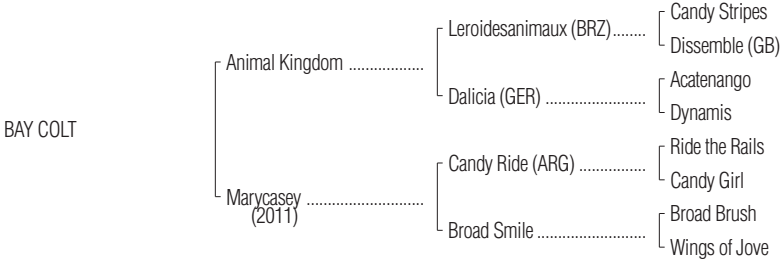 Candy Stripes
Leroidesanimaux (BRZ)........
Dissemble (GB)
Animal Kingdom ..................
Acatenango
Dalicia (GER) ........................
Dynamis
BAY COLT
Ride the Rails
Candy Ride (ARG) ................
Candy Girl
Marycasey ............................
(2011)
Broad Brush
Broad Smile ..........................
Wings of Jove